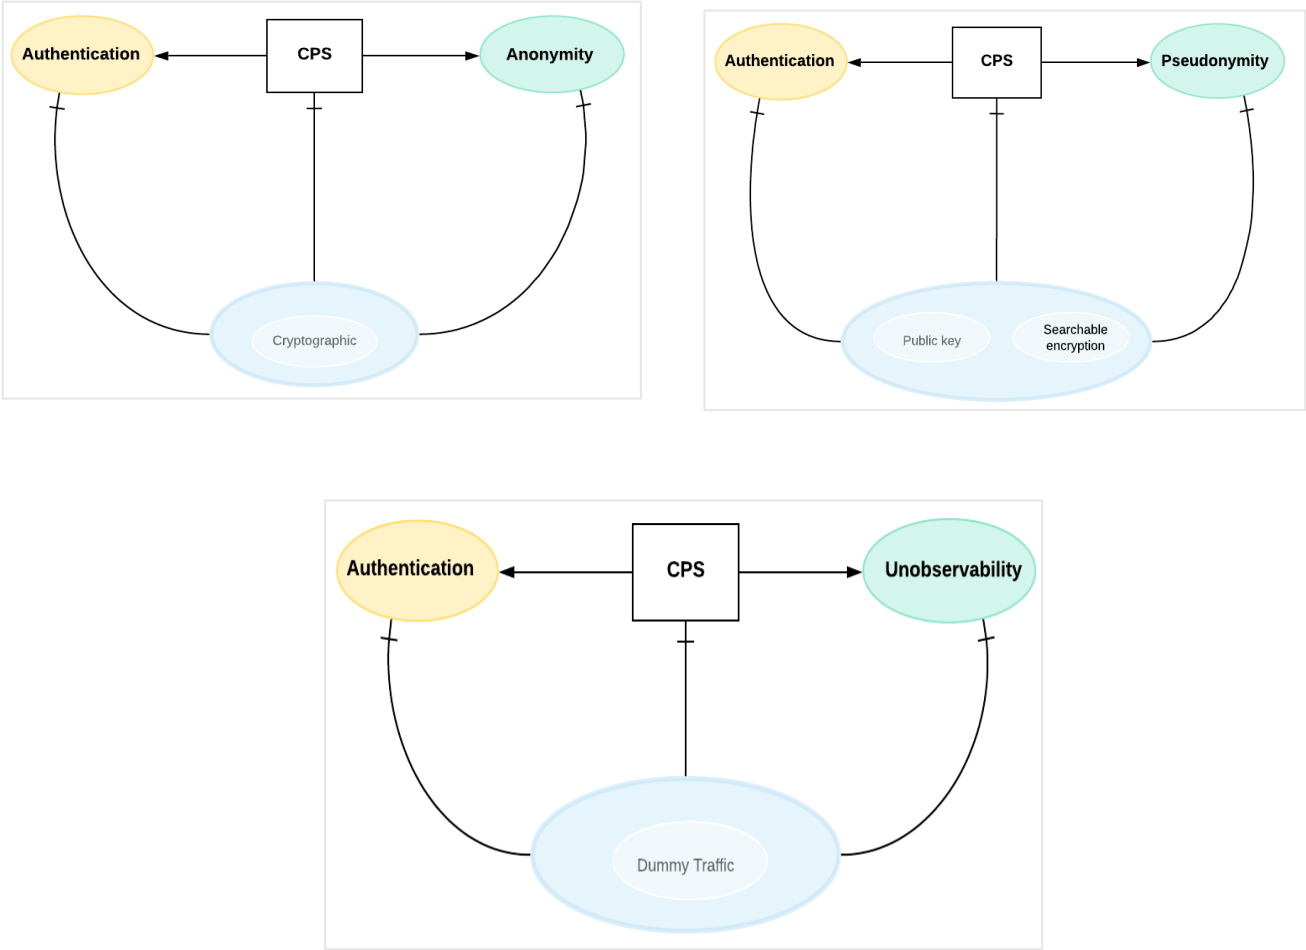 Authentication
CPS
Anonymity
Cryptographic
Authentication
CPS
Pseudonymity
Public key
Searchable
encryption
Authentication
CPS
Unobservability
Dummy Traffic